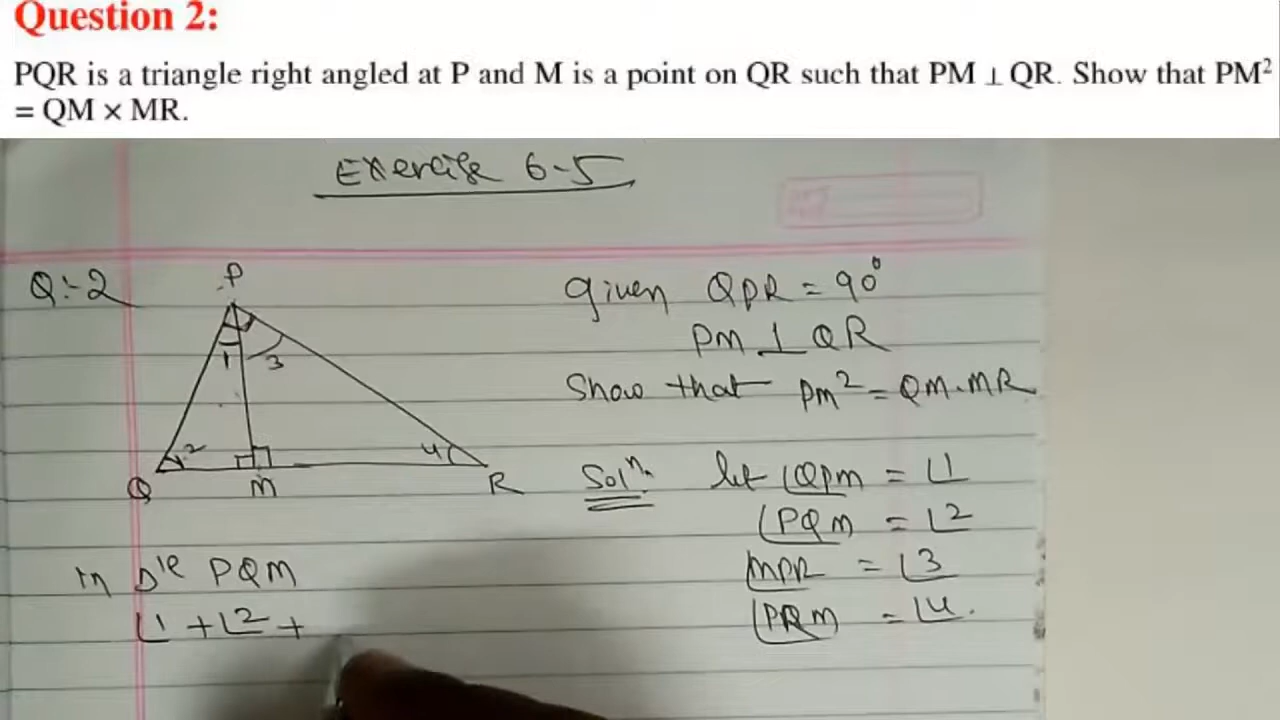 Question 2:
PQR is a triangle right angled at P and M is a point on QR such that PM ⊥ QR. Show that PM²
= QM × MR.
Exercise 6-5
Q:-2
P
given QPR = 90°
PM ⊥ QR
1 3
Show that PM² = QM.MR
2 4
Q M R
Solⁿ. let ∠QPM = ∠1
∠PQM = ∠2
In Δˡᵉ PQM
MPR = ∠3
∠1 + ∠2 +
∠PRM = ∠4.